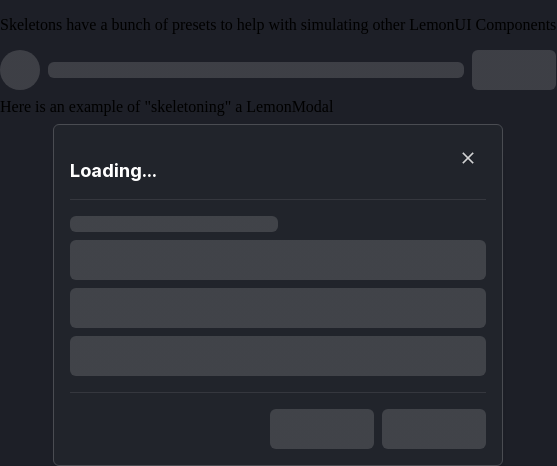 Skeletons have a bunch of presets to help with simulating other LemonUI Components
Here is an example of "skeletoning" a LemonModal
Loading...